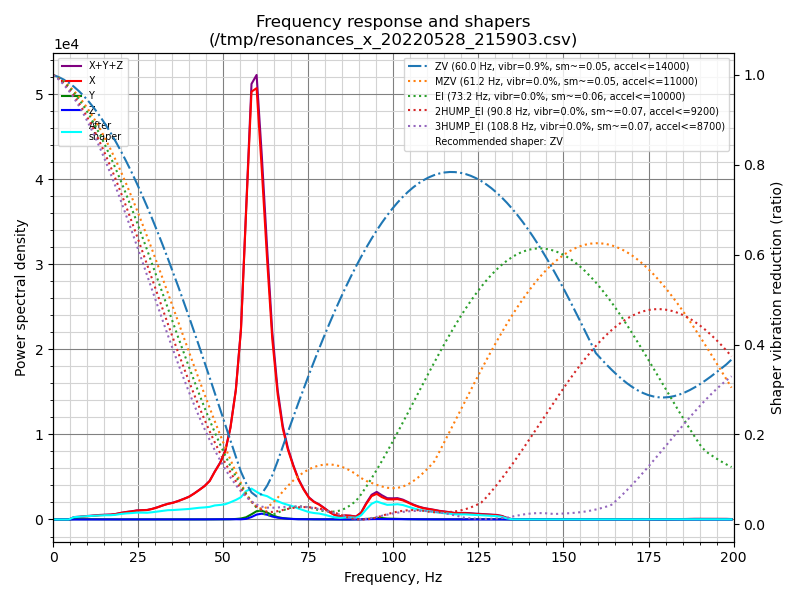 Frequency response and shapers
(/tmp/resonances_x_20220528_215903.csv)
1e4
X+Y+Z
X
Y
Z
After
shaper
ZV (60.0 Hz, vibr=0.9%, sm~=0.05, accel<=14000)
MZV (61.2 Hz, vibr=0.0%, sm~=0.05, accel<=11000)
EI (73.2 Hz, vibr=0.0%, sm~=0.06, accel<=10000)
2HUMP_EI (90.8 Hz, vibr=0.0%, sm~=0.07, accel<=9200)
3HUMP_EI (108.8 Hz, vibr=0.0%, sm~=0.07, accel<=8700)
Recommended shaper: ZV
Power spectral density
5
4
3
2
1
0
1.0
0.8
0.6
0.4
0.2
0.0
Shaper vibration reduction (ratio)
0 25 50 75 100 125 150 175 200
Frequency, Hz